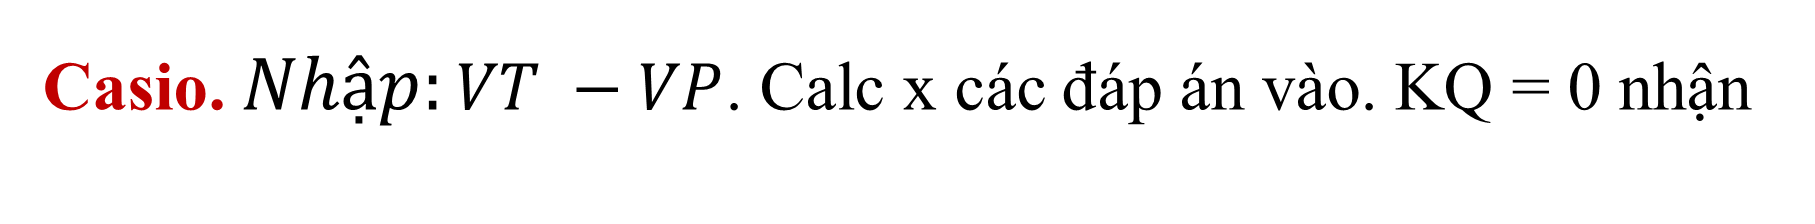 Casio. Nhập: VT − VP. Calc x các đáp án vào. KQ = 0 nhận